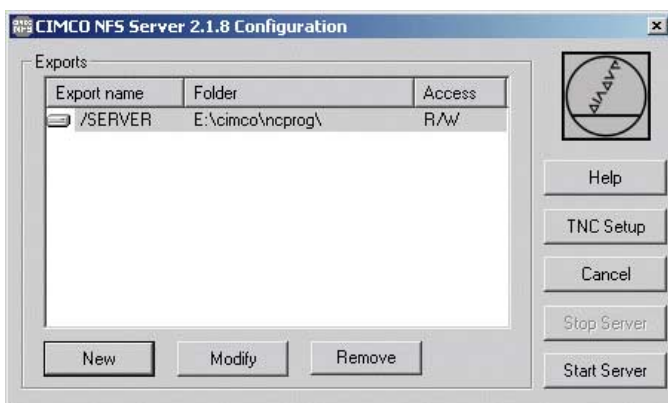 CIMCO NFS Server 2.1.8 Configuration
Exports
Export name Folder Access
/SERVER E:\cimco\ncprog\ R/W
Help
TNC Setup
Cancel
Stop Server
Start Server
New Modify Remove